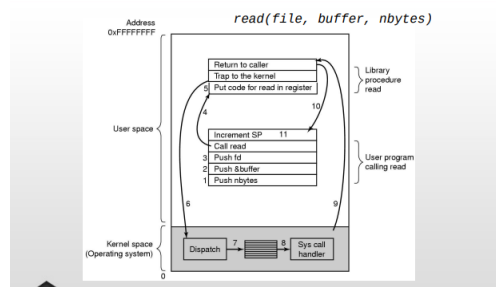 read(file, buffer, nbytes)
Address
0xFFFFFFFF
Return to caller
Trap to the kernel
5 Put code for read in register
Library
procedure
read
10
4
User space
Increment SP 11
Call read
3 Push fd
2 Push &buffer
1 Push nbytes
User program
calling read
6
9
Kernel space
(Operating system)
Dispatch
7
8
Sys call
handler
0